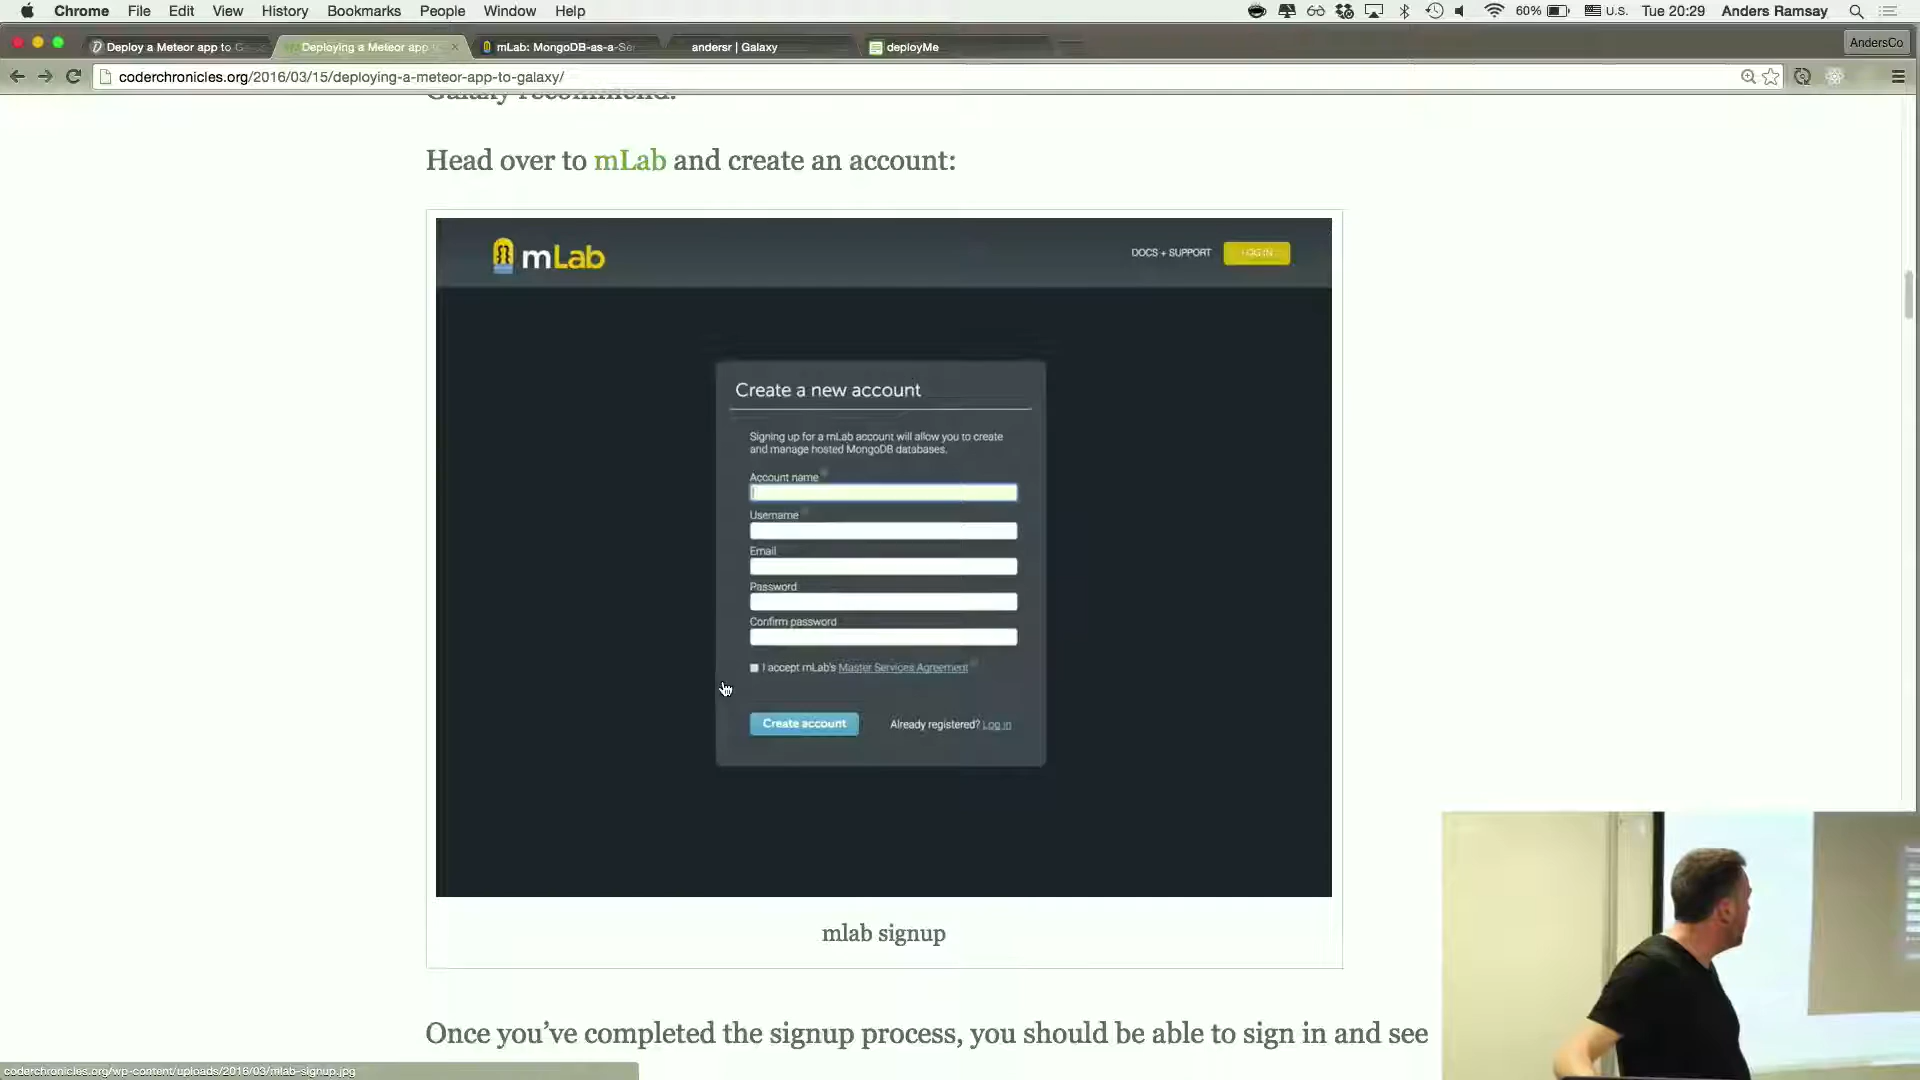 Chrome File Edit View History Bookmarks People Window Help 60% U.S. Tue 20:29 Anders Ramsay
Deploy a Meteor app to G Deploying a Meteor app mLab: MongoDB-as-a-Se andersr | Galaxy deployMe AndersCo
coderchronicles.org/2016/03/15/deploying-a-meteor-app-to-galaxy/
Galaxy recommend.
Head over to mLab and create an account:
mLab DOCS + SUPPORT LOG IN
Create a new account
Signing up for a mLab account will allow you to create
and manage hosted MongoDB databases.
Account name
Username
Email
Password
Confirm password
I accept mLab's Master Services Agreement
Create account Already registered? Log in
mlab signup
Once you've completed the signup process, you should be able to sign in and see
coderchronicles.org/wp-content/uploads/2016/03/mlab-signup.jpg